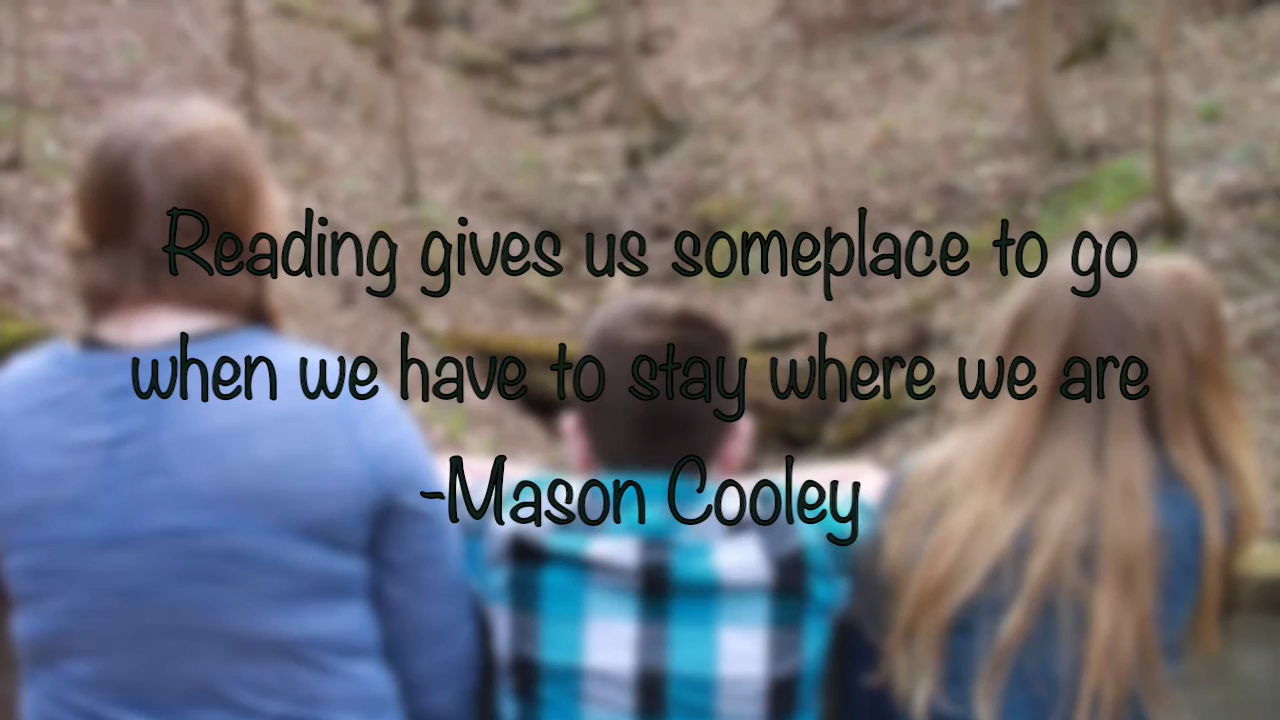 Reading gives us someplace to go
when we have to stay where we are
-Mason Cooley